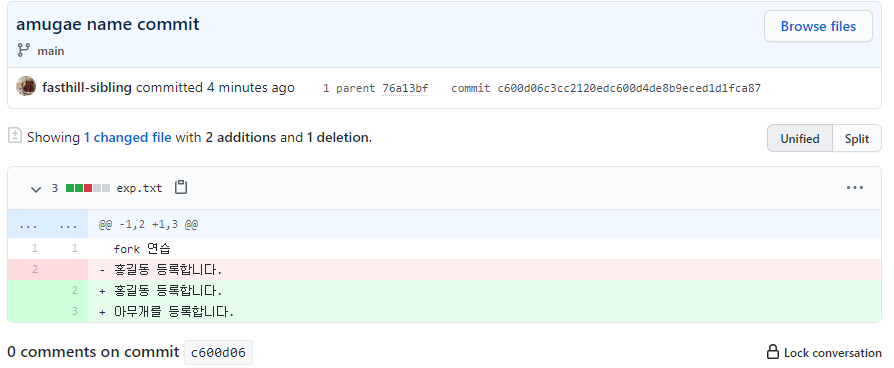 amugae name commit
Browse files
main
fasthill-sibling committed 4 minutes ago 1 parent 76a13bf commit c600d06c3cc2120edc600d4de8b9eced1d1fca87
Showing 1 changed file with 2 additions and 1 deletion.
Unified Split
3 exp.txt
... ... @@ -1,2 +1,3 @@
1 1 fork 연습
2 - 홍길동 등록합니다.
2 + 홍길동 등록합니다.
3 + 아무개를 등록합니다.
0 comments on commit c600d06
Lock conversation